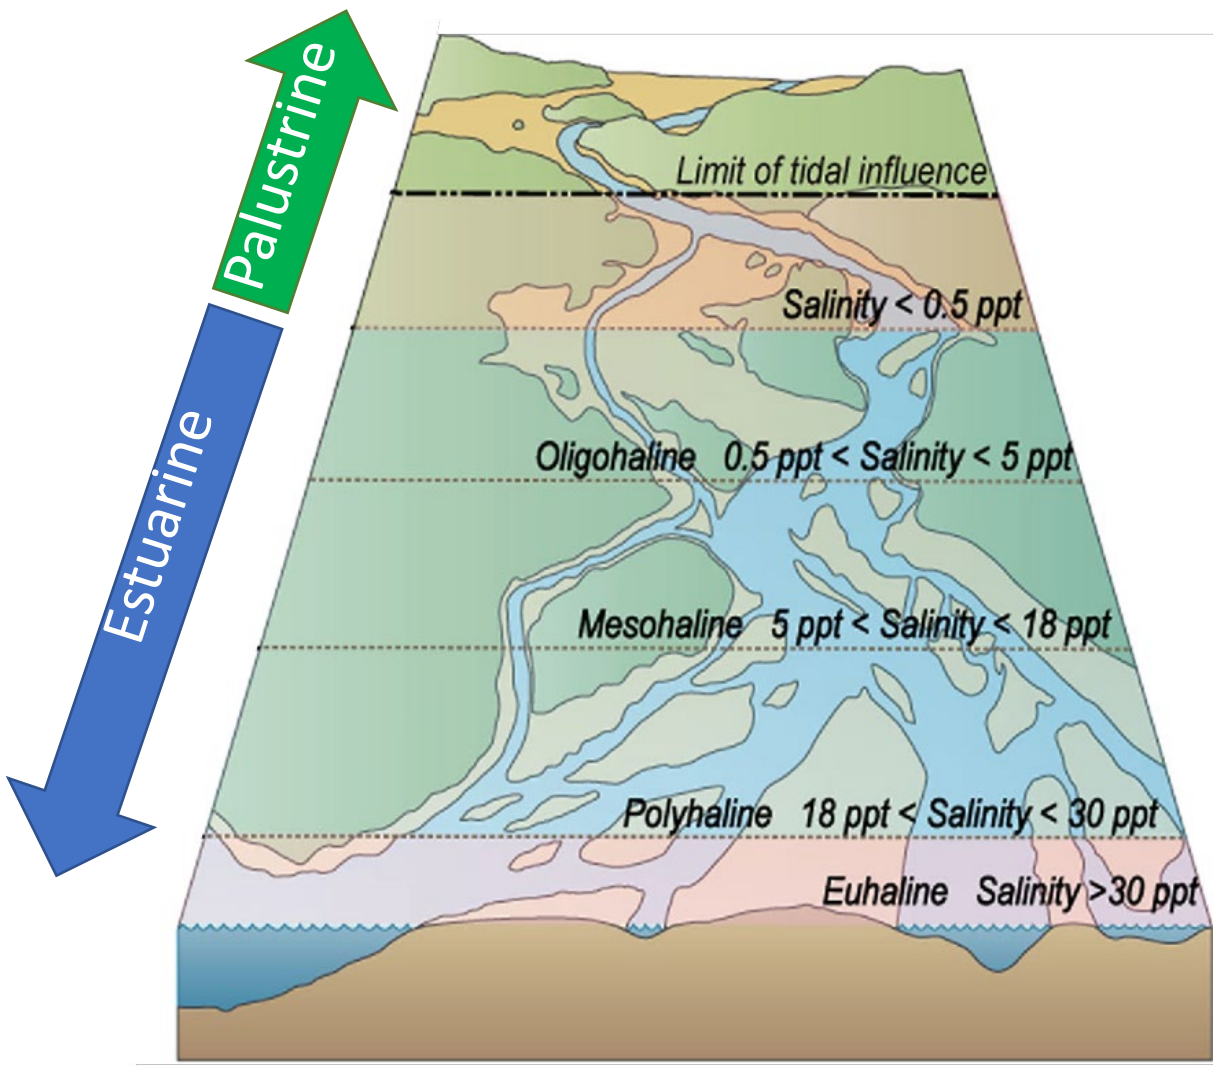 Palustrine
Limit of tidal influence
Salinity < 0.5 ppt
Estuarine
Oligohaline 0.5 ppt < Salinity < 5 ppt
Mesohaline 5 ppt < Salinity < 18 ppt
Polyhaline 18 ppt < Salinity < 30 ppt
Euhaline Salinity >30 ppt